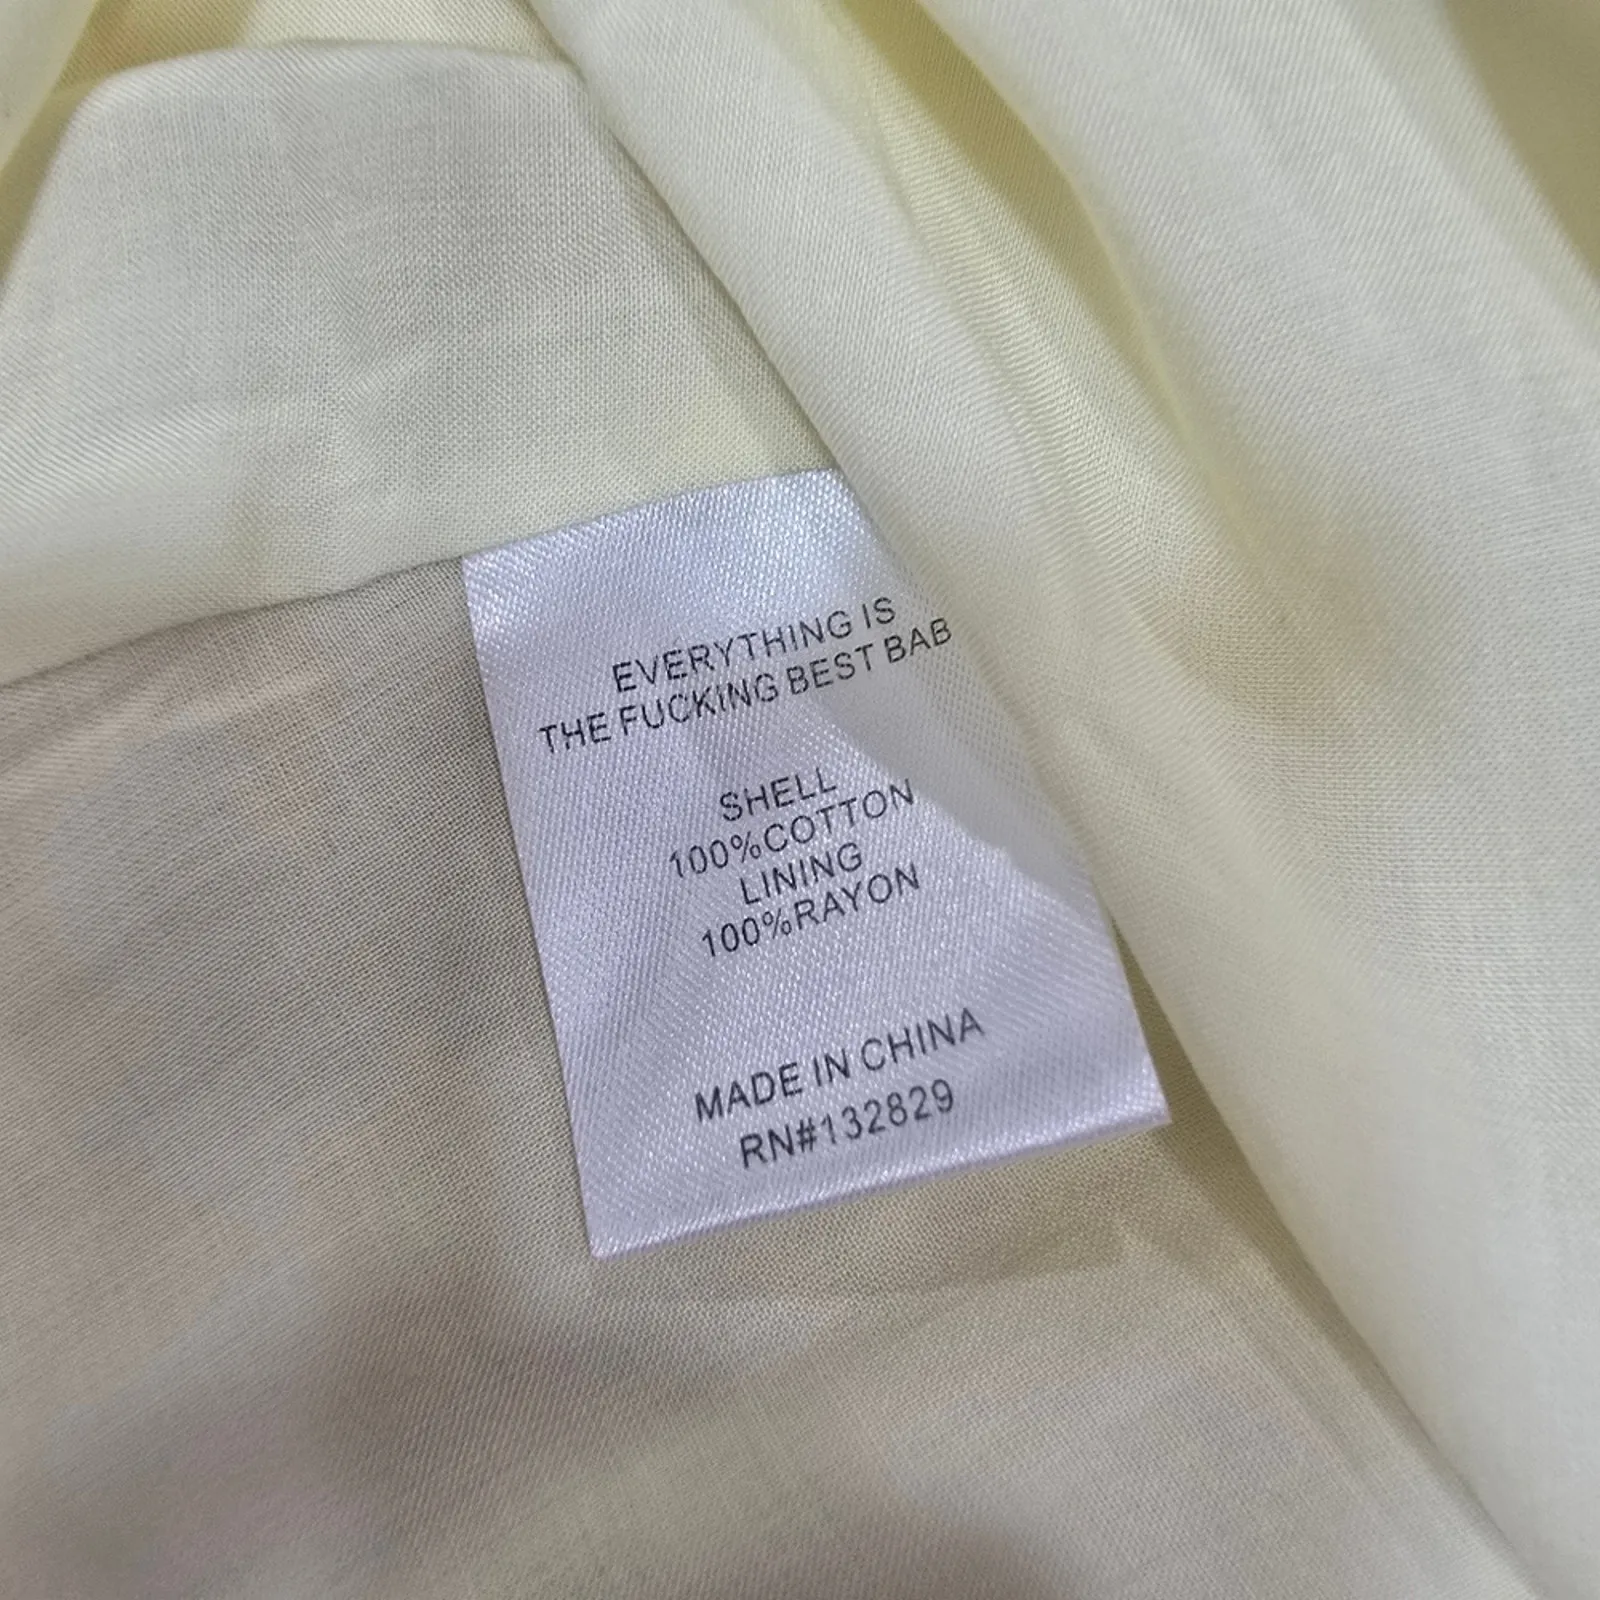 EVERYTHING IS
THE FUCKING BEST BAB
SHELL
100%COTTON
LINING
100%RAYON
MADE IN CHINA
RN#132829